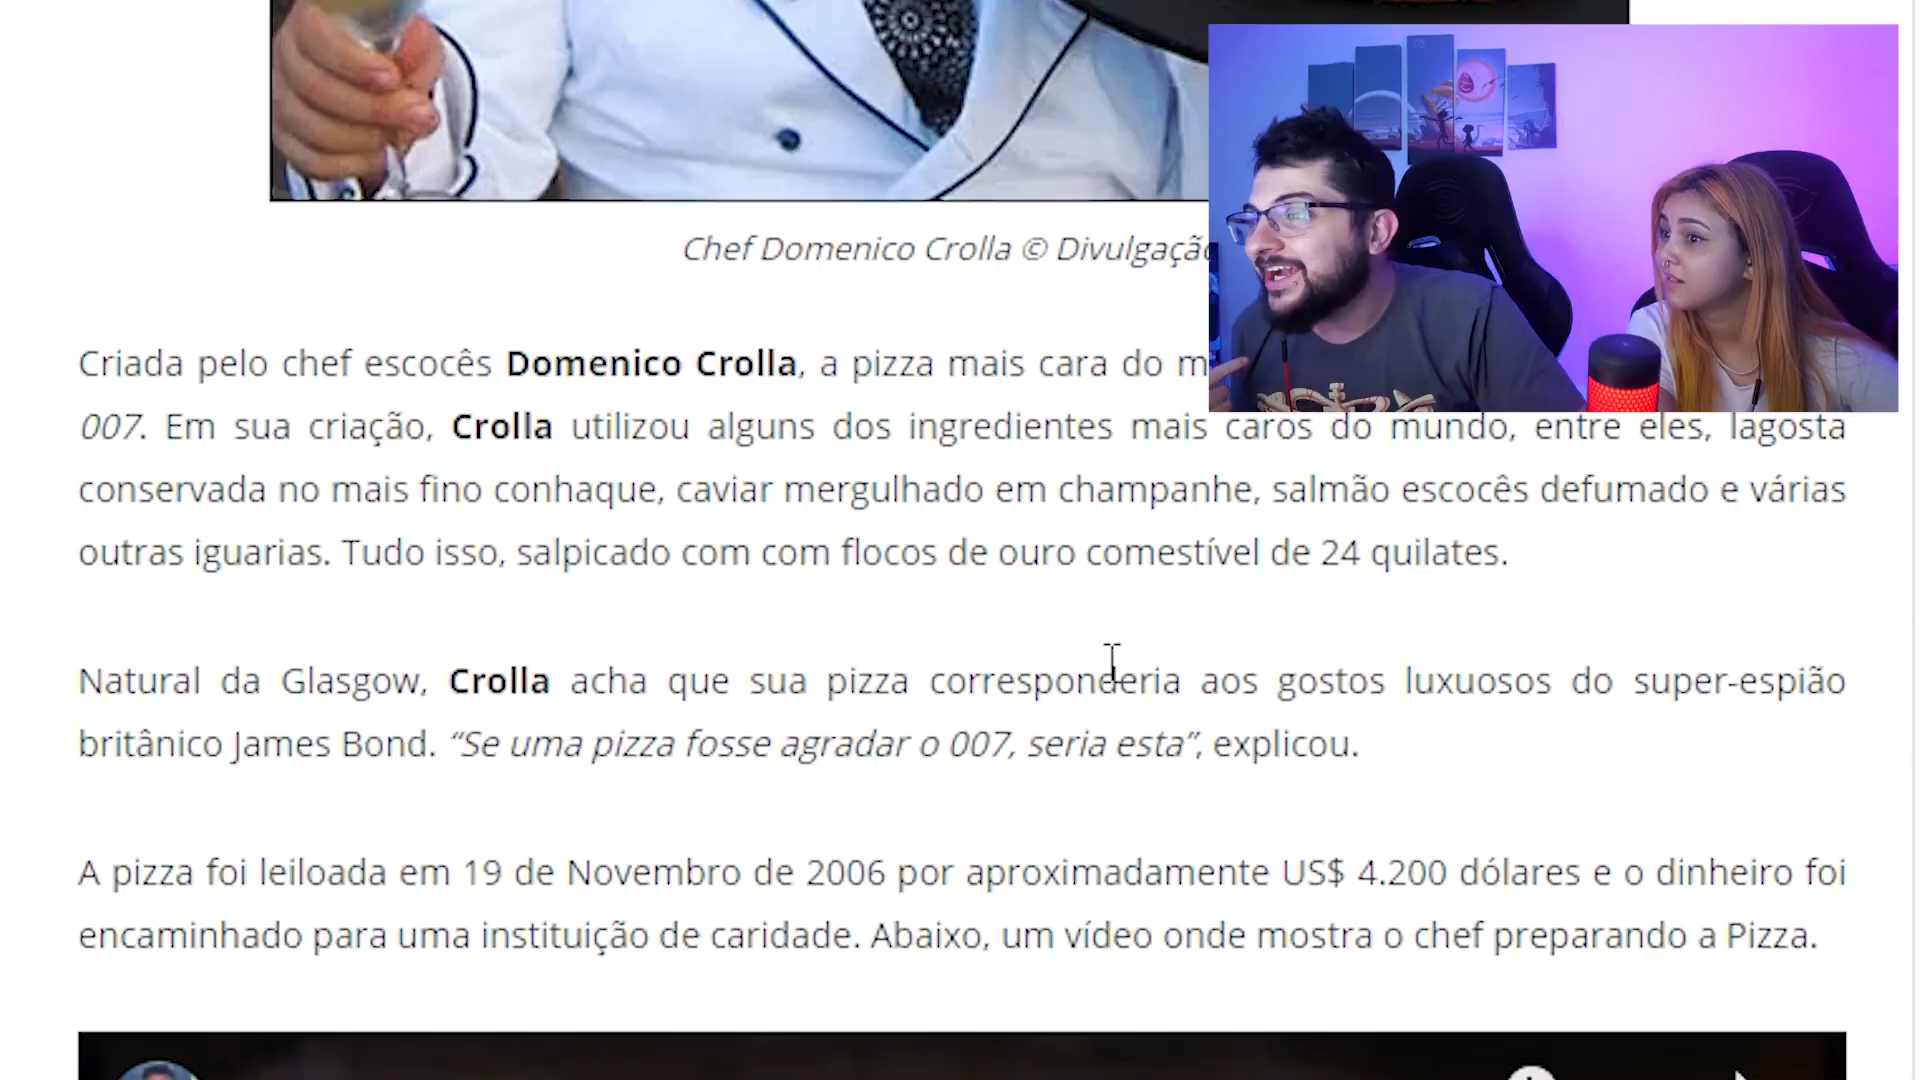 Chef Domenico Crolla © Divulgação
Criada pelo chef escocês Domenico Crolla, a pizza mais cara do
007. Em sua criação, Crolla utilizou alguns dos ingredientes mais caros do mundo, entre eles, lagosta
conservada no mais fino conhaque, caviar mergulhado em champanhe, salmão escocês defumado e várias
outras iguarias. Tudo isso, salpicado com com flocos de ouro comestível de 24 quilates.
Natural da Glasgow, Crolla acha que sua pizza corresponderia aos gostos luxuosos do super-espião
britânico James Bond. “Se uma pizza fosse agradar o 007, seria esta”, explicou.
A pizza foi leiloada em 19 de Novembro de 2006 por aproximadamente US$ 4.200 dólares e o dinheiro foi
encaminhado para uma instituição de caridade. Abaixo, um vídeo onde mostra o chef preparando a Pizza.